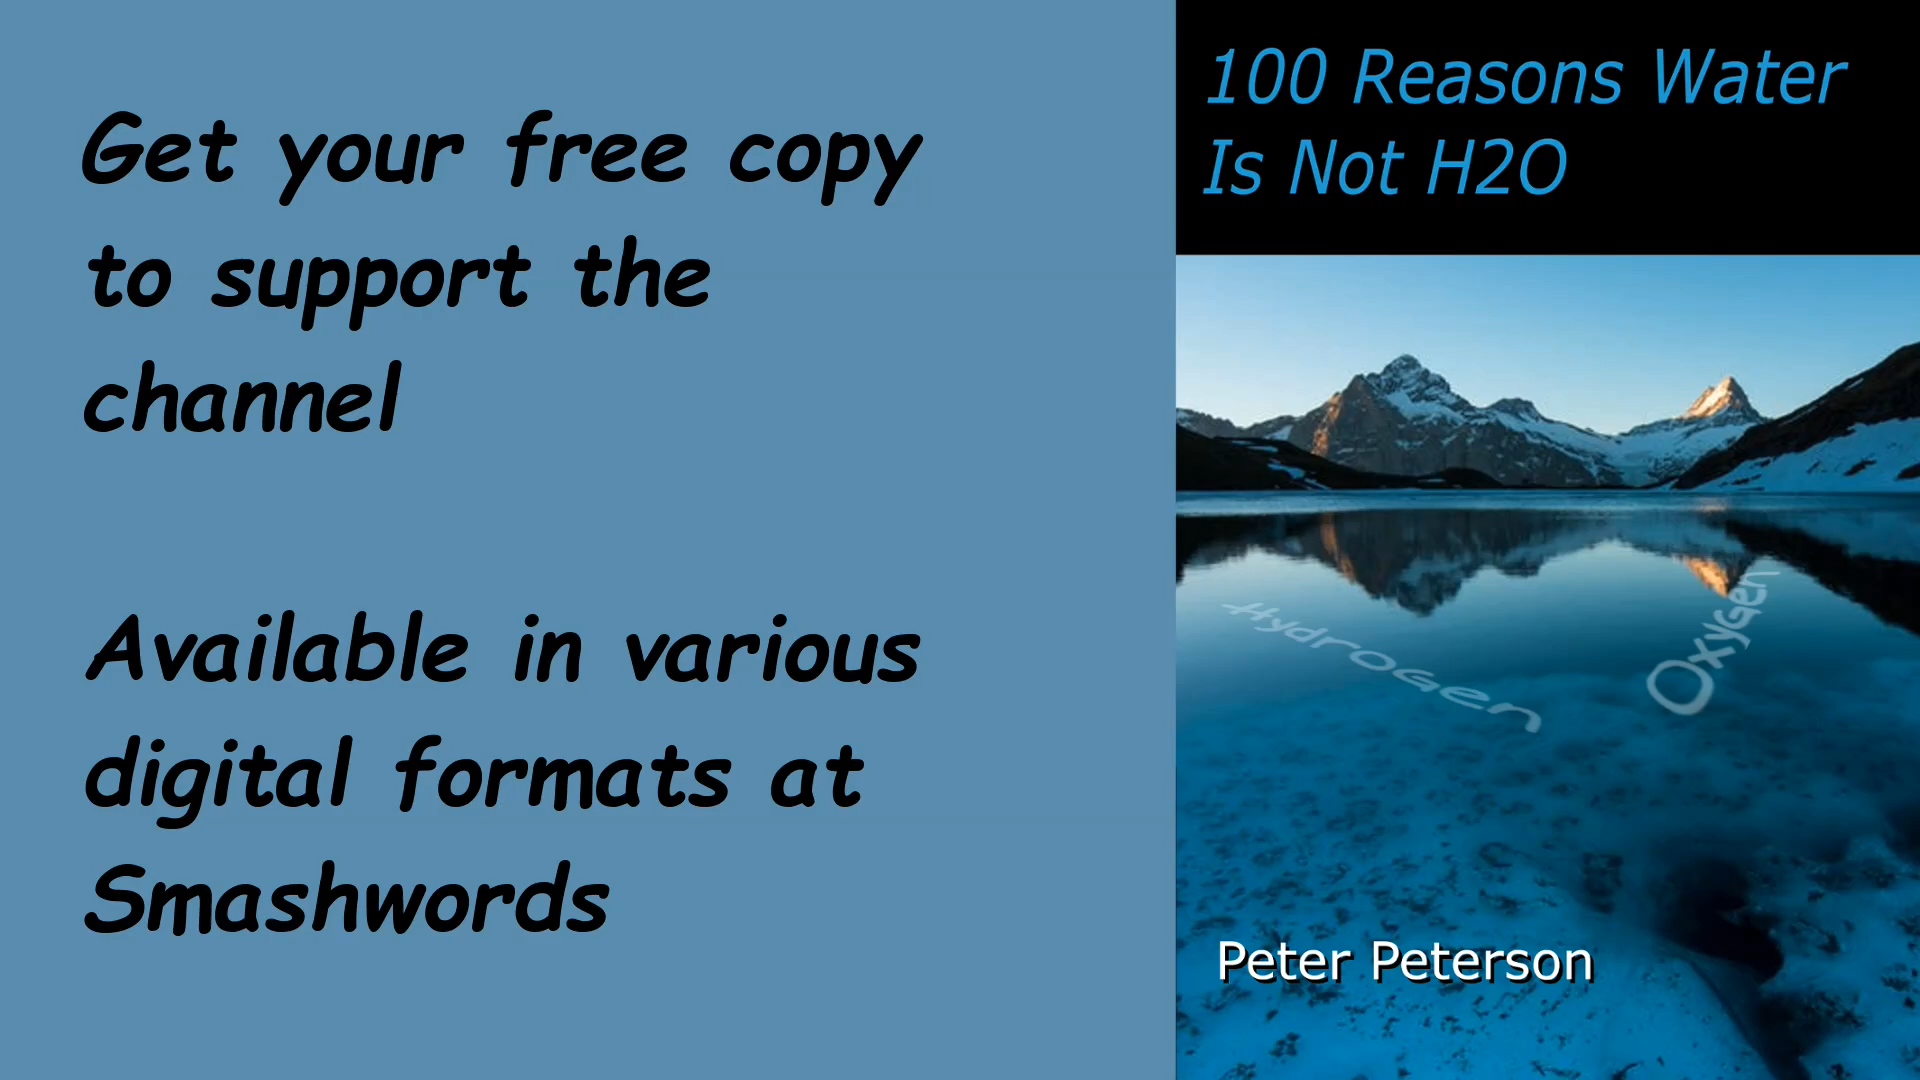 Get your free copy
to support the
channel
Available in various
digital formats at
Smashwords
100 Reasons Water
Is Not H2O
Hydrogen
Oxygen
Peter Peterson